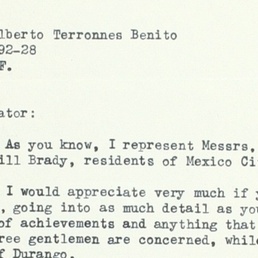 lberto Terronnes Benito
92-28
F.
ator:
As you know, I represent Messrs,
ill Brady, residents of Mexico Ci
I would appreciate very much if y
, going into as much detail as you
of achievements and anything that
ree gentlemen are concerned, while
f Durango.